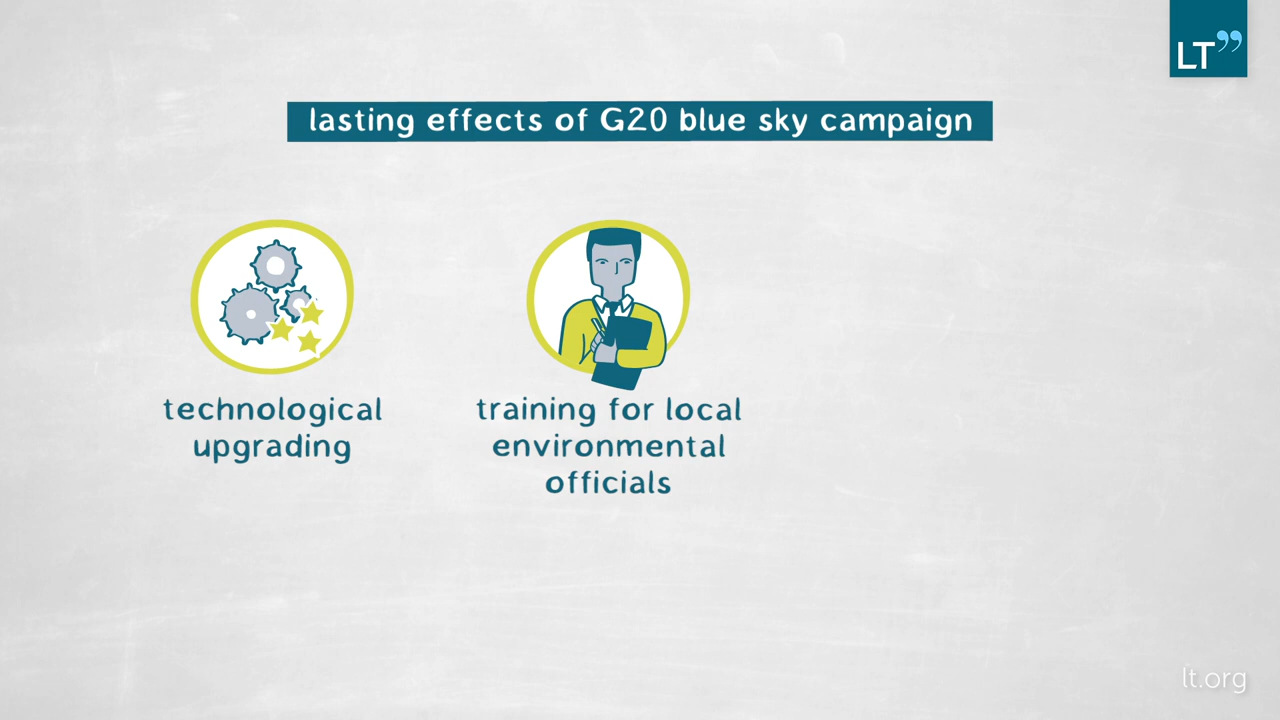 LT”
lasting effects of G20 blue sky campaign
technological
upgrading
training for local
environmental
officials
lt.org